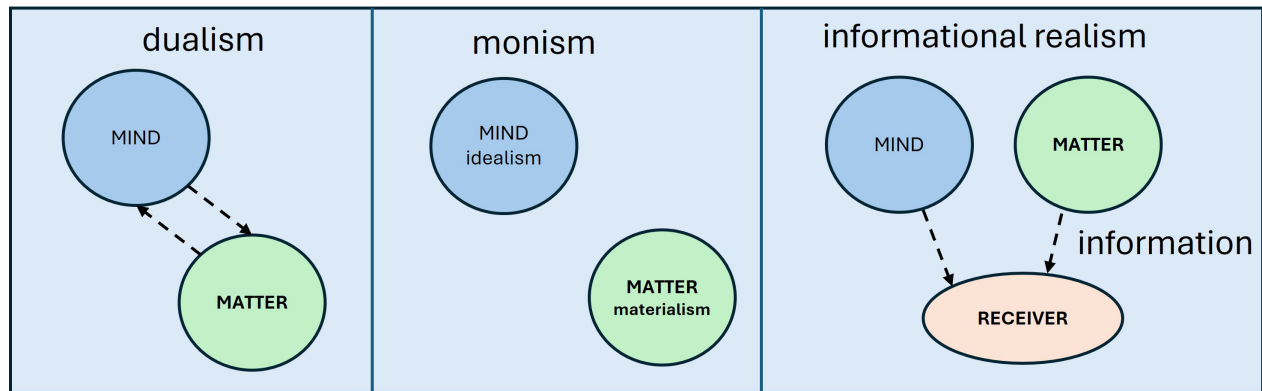 dualism
MIND
MATTER
monism
MIND
idealism
MATTER
materialism
informational realism
MIND
MATTER
information
RECEIVER